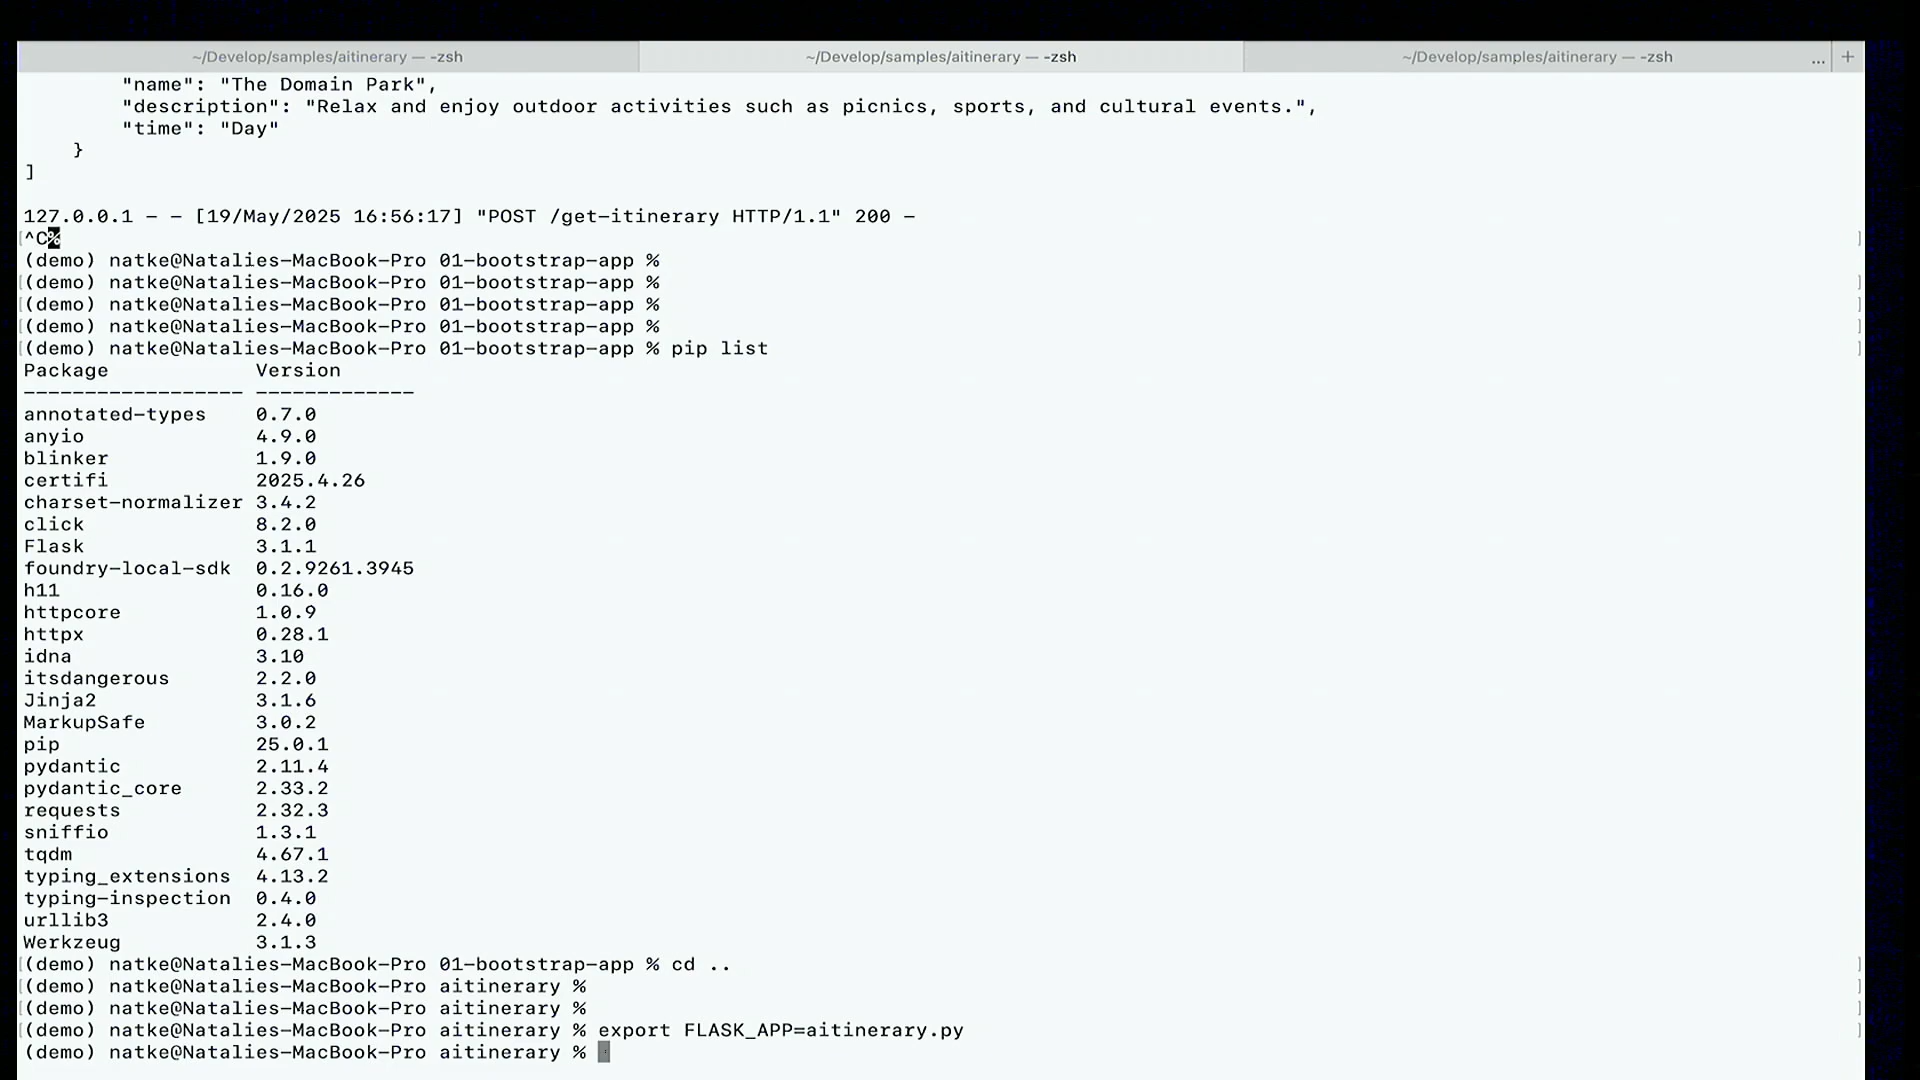 ~/Develop/samples/aitinerary — -zsh
~/Develop/samples/aitinerary — -zsh
~/Develop/samples/aitinerary — -zsh
... +
"name": "The Domain Park",
"description": "Relax and enjoy outdoor activities such as picnics, sports, and cultural events.",
"time": "Day"
}
]
127.0.0.1 - - [19/May/2025 16:56:17] "POST /get-itinerary HTTP/1.1" 200 -
[^C% ]
(demo) natke@Natalies-MacBook-Pro 01-bootstrap-app %
[(demo) natke@Natalies-MacBook-Pro 01-bootstrap-app % ]
[(demo) natke@Natalies-MacBook-Pro 01-bootstrap-app % ]
[(demo) natke@Natalies-MacBook-Pro 01-bootstrap-app % ]
[(demo) natke@Natalies-MacBook-Pro 01-bootstrap-app % pip list ]
Package Version
------------------ -------------
annotated-types 0.7.0
anyio 4.9.0
blinker 1.9.0
certifi 2025.4.26
charset-normalizer 3.4.2
click 8.2.0
Flask 3.1.1
foundry-local-sdk 0.2.9261.3945
h11 0.16.0
httpcore 1.0.9
httpx 0.28.1
idna 3.10
itsdangerous 2.2.0
Jinja2 3.1.6
MarkupSafe 3.0.2
pip 25.0.1
pydantic 2.11.4
pydantic_core 2.33.2
requests 2.32.3
sniffio 1.3.1
tqdm 4.67.1
typing_extensions 4.13.2
typing-inspection 0.4.0
urllib3 2.4.0
Werkzeug 3.1.3
[(demo) natke@Natalies-MacBook-Pro 01-bootstrap-app % cd .. ]
[(demo) natke@Natalies-MacBook-Pro aitinerary % ]
[(demo) natke@Natalies-MacBook-Pro aitinerary % ]
[(demo) natke@Natalies-MacBook-Pro aitinerary % export FLASK_APP=aitinerary.py ]
(demo) natke@Natalies-MacBook-Pro aitinerary %